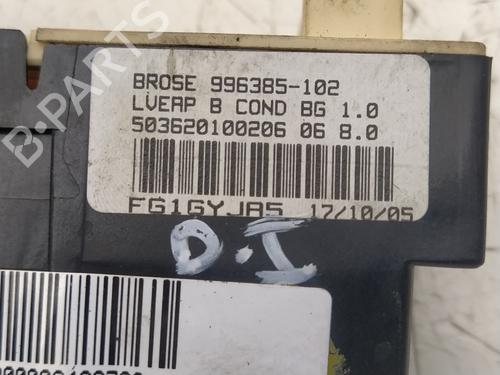 BROSE 996385-102
LVEAP B COND BG 1.0
503620100206 06 8.0
FG1GYJA5 17/10/05
D.I
B-PARTS